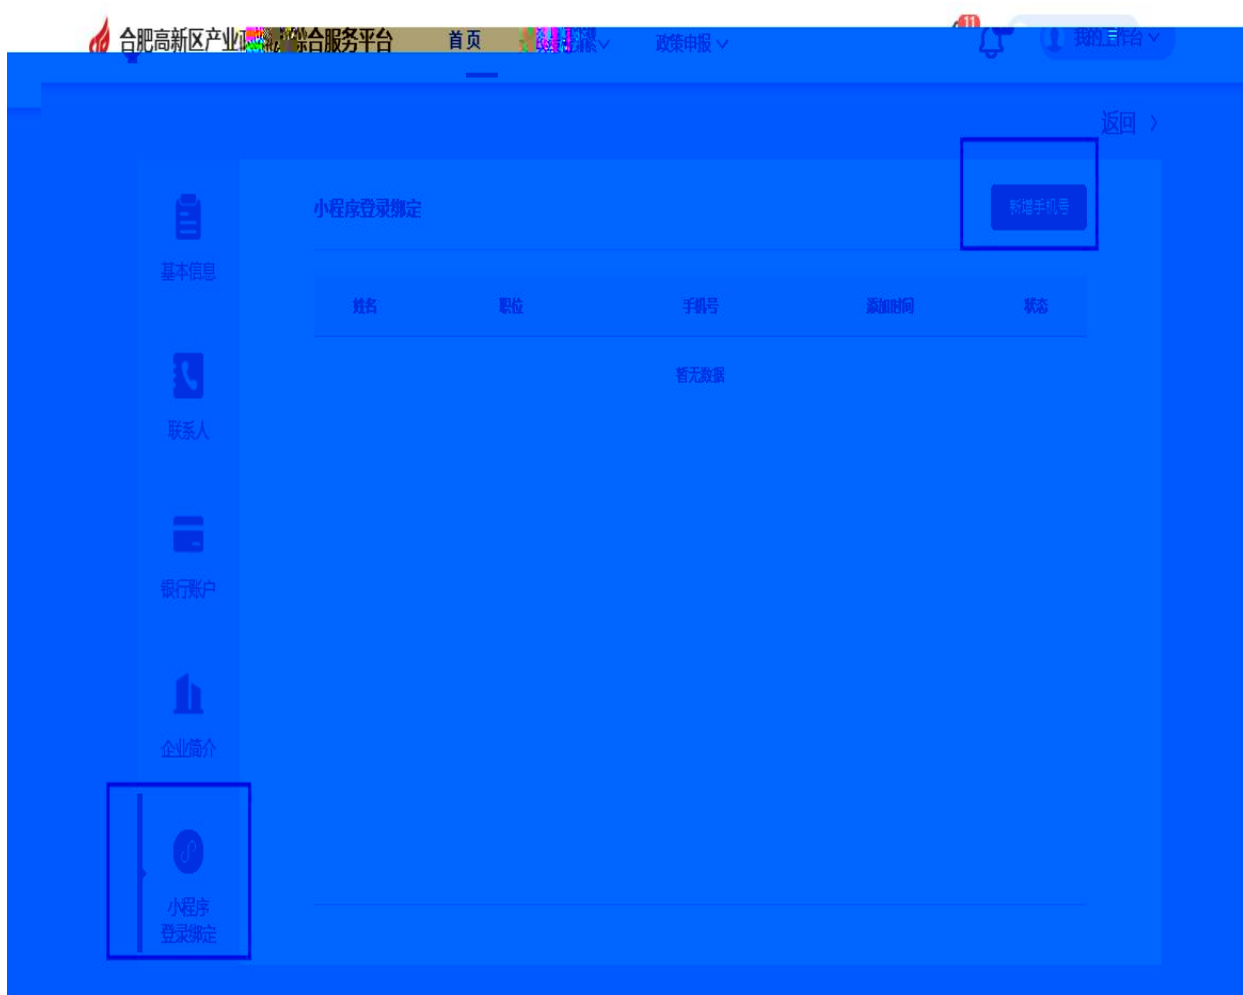 合肥高新区产业政 综合服务平台 首页 政策申报 11 我的工作台
返回
小程序登录绑定 新增手机号
基本信息
姓名 职位 手机号 添加时间 状态
暂无数据
联系人
银行账户
企业简介
小程序
登录绑定